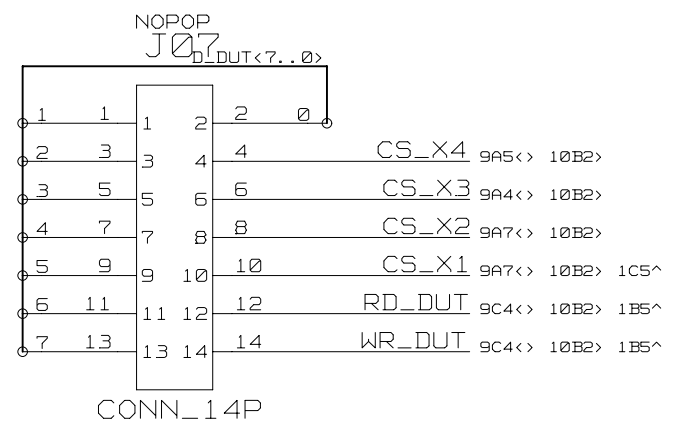 NOPOP
J07
D_DUT<7..0>
1 1 1 2 2 0
2 3 3 4 4 CS_X4 9A5<> 10B2>
3 5 5 6 6 CS_X3 9A4<> 10B2>
4 7 7 8 8 CS_X2 9A7<> 10B2>
5 9 9 10 10 CS_X1 9A7<> 10B2> 1C5^
6 11 11 12 12 RD_DUT 9C4<> 10B2> 1B5^
7 13 13 14 14 WR_DUT 9C4<> 10B2> 1B5^
CONN_14P